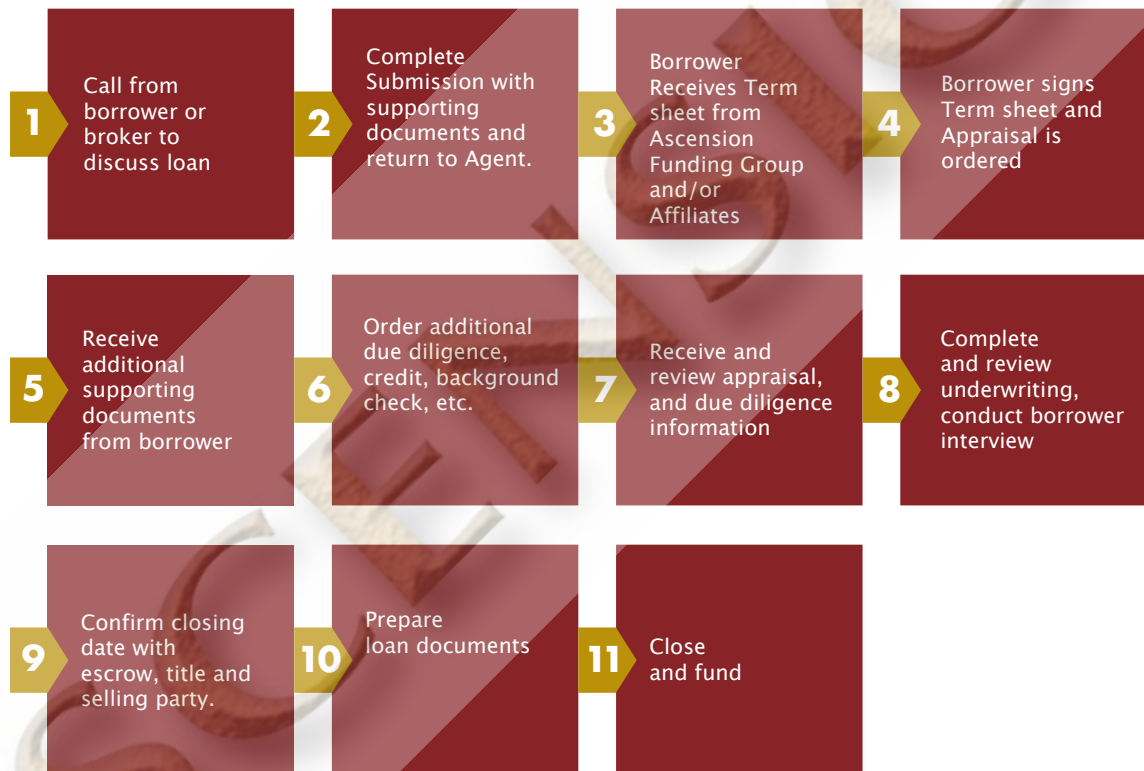 1
Call from
borrower or
broker to
discuss loan
2
Complete
Submission with
supporting
documents and
return to Agent.
3
Borrower
Receives Term
sheet from
Ascension
Funding Group
and/or
Affiliates
4
Borrower signs
Term sheet and
Appraisal is
ordered
5
Receive
additional
supporting
documents
from borrower
6
Order additional
due diligence,
credit, background
check, etc.
7
Receive and
review appraisal,
and due diligence
information
8
Complete
and review
underwriting,
conduct borrower
interview
9
Confirm closing
date with
escrow, title and
selling party.
10
Prepare
loan documents
11
Close
and fund